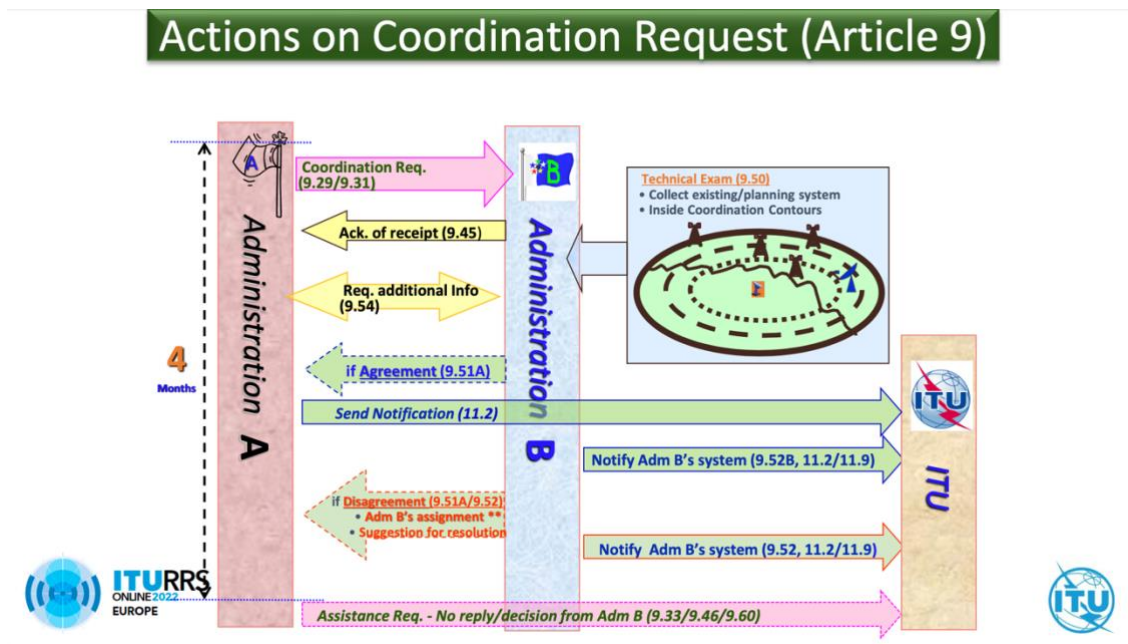 Actions on Coordination Request (Article 9)
A
Coordination Req.
(9.29/9.31)
B
Technical Exam (9.50)
• Collect existing/planning system
• Inside Coordination Contours
Ack. of receipt (9.45)
Req. additional Info
(9.54)
4
Months
Administration A
Administration B
if Agreement (9.51A)
Send Notification (11.2)
ITU
Notify Adm B's system (9.52B, 11.2/11.9)
ITU
if Disagreement (9.51A/9.52)
• Adm B's assignment **
• Suggestion for resolution
Notify Adm B's system (9.52, 11.2/11.9)
ITURRS
ONLINE2022
EUROPE
Assistance Req. - No reply/decision from Adm B (9.33/9.46/9.60)
ITU